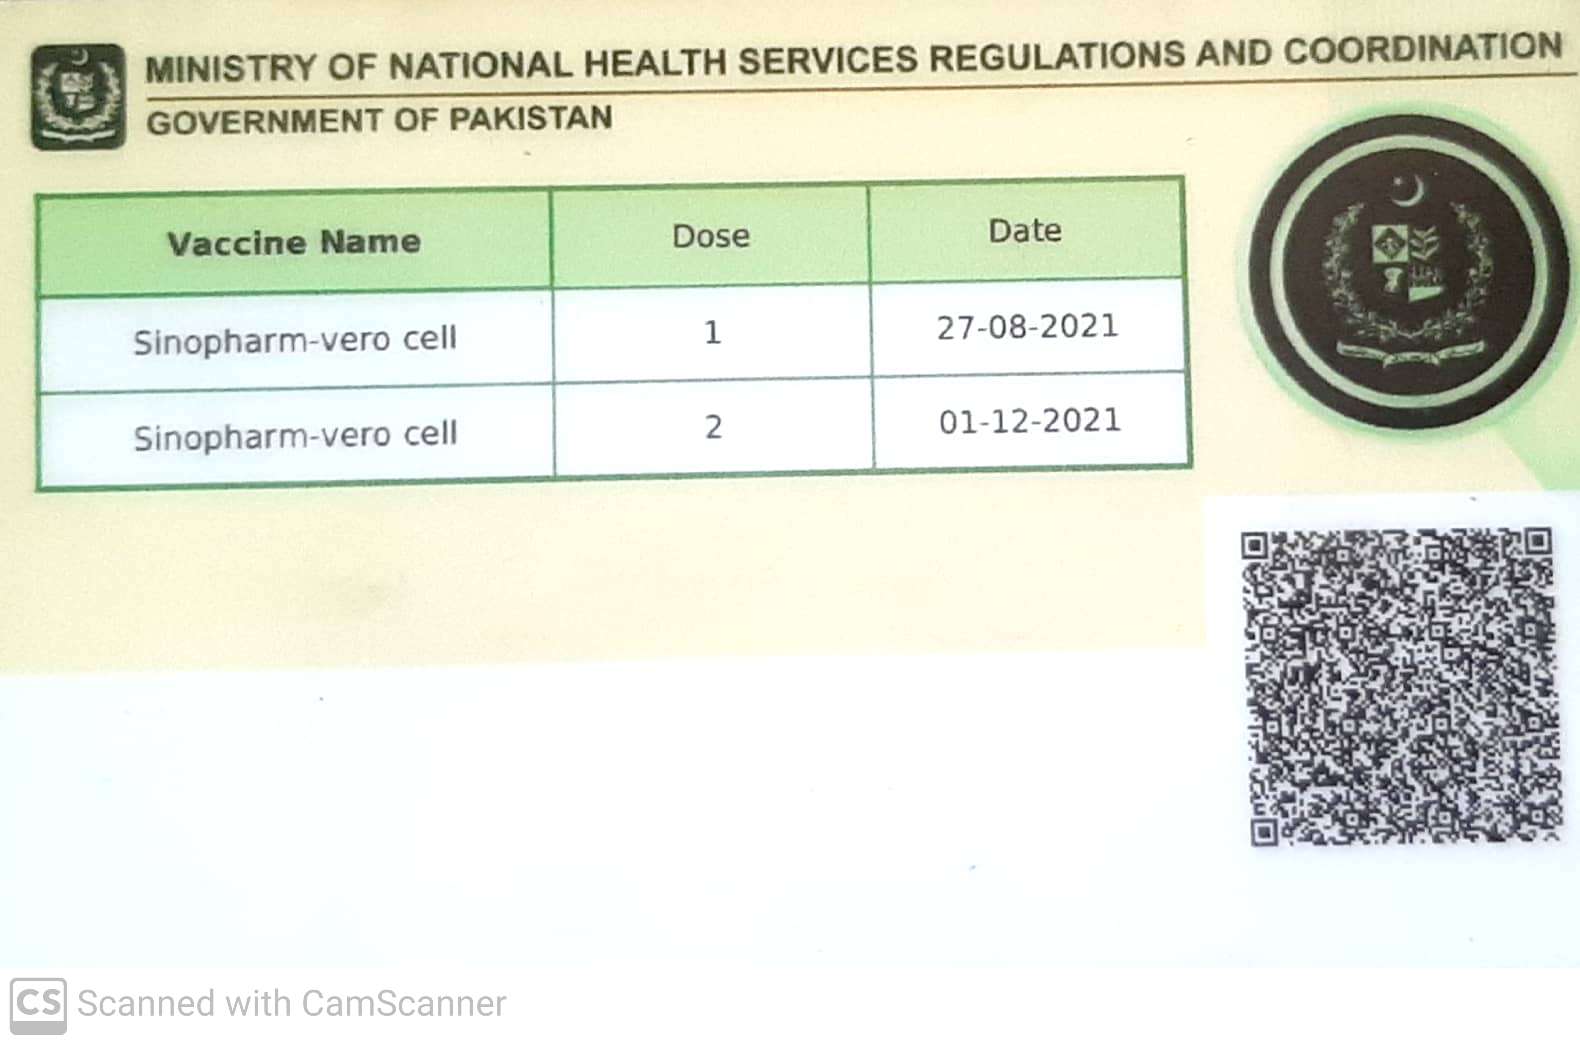 MINISTRY OF NATIONAL HEALTH SERVICES REGULATIONS AND COORDINATION
GOVERNMENT OF PAKISTAN
Vaccine Name Dose Date
Sinopharm-vero cell 1 27-08-2021
Sinopharm-vero cell 2 01-12-2021
CS Scanned with CamScanner